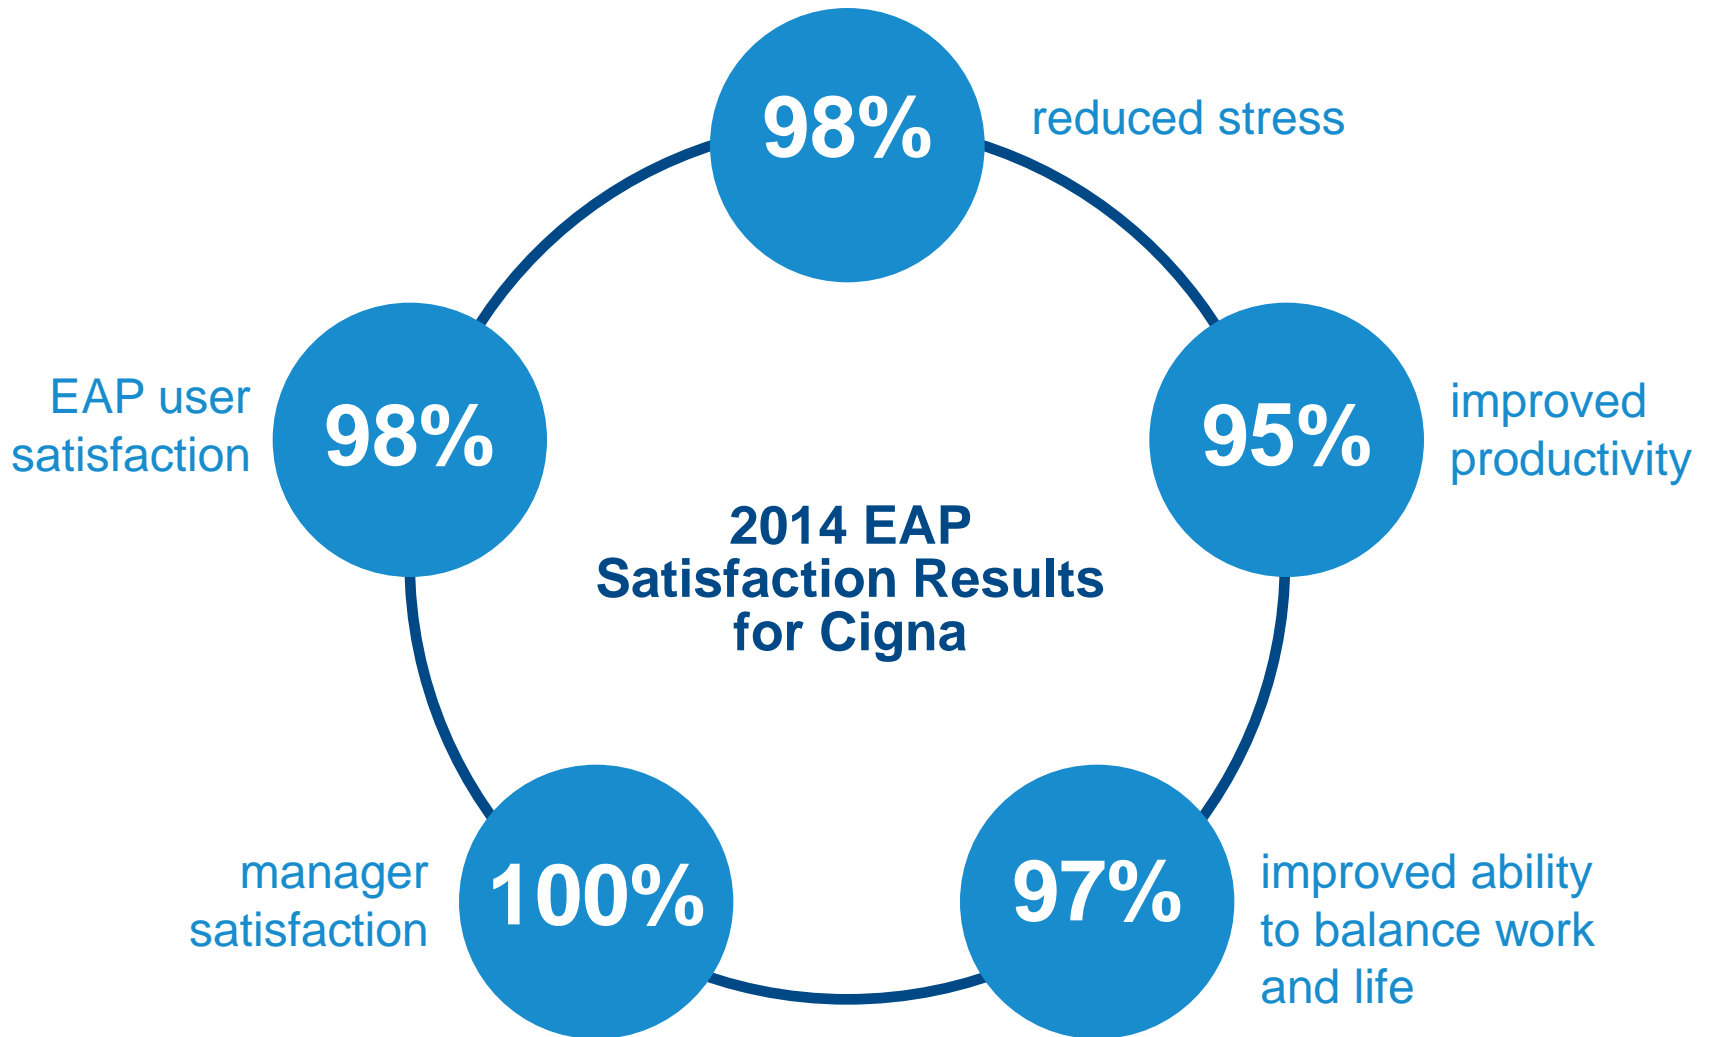 98%
reduced stress
EAP user
satisfaction
98%
95%
improved
productivity
2014 EAP
Satisfaction Results
for Cigna
manager
satisfaction
100%
97%
improved ability
to balance work
and life